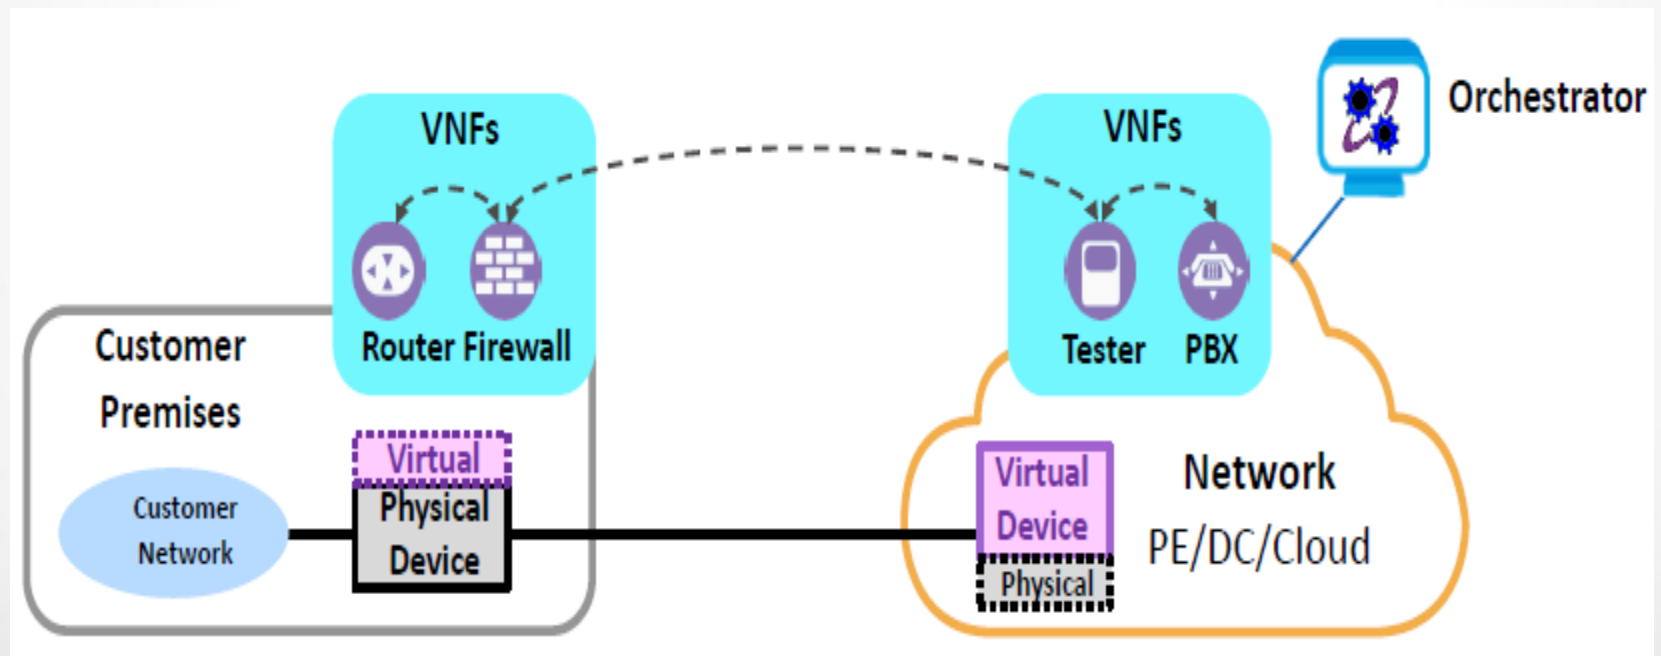 VNFs
Router Firewall
Customer
Premises
Customer
Network
Virtual
Physical
Device
VNFs
Tester PBX
Orchestrator
Virtual
Device
Physical
Network
PE/DC/Cloud